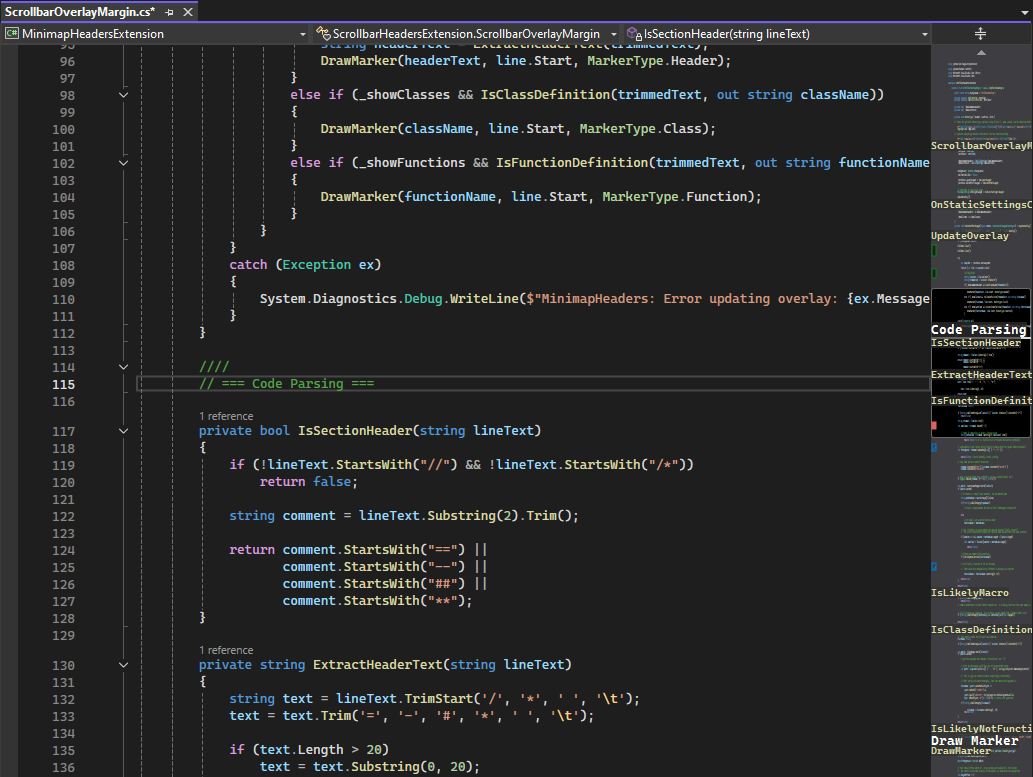 ScrollbarOverlayMargin.cs*
C# MinimapHeadersExtension
ScrollbarHeadersExtension.ScrollbarOverlayMargin
IsSectionHeader(string lineText)
95 string headerText = ExtractHeaderText(trimmedText);
96 DrawMarker(headerText, line.Start, MarkerType.Header);
97 }
98 else if (_showClasses && IsClassDefinition(trimmedText, out string className))
99 {
100 DrawMarker(className, line.Start, MarkerType.Class);
101 }
102 else if (_showFunctions && IsFunctionDefinition(trimmedText, out string functionName
103 {
104 DrawMarker(functionName, line.Start, MarkerType.Function);
105 }
106 }
107 }
108 catch (Exception ex)
109 {
110 System.Diagnostics.Debug.WriteLine($"MinimapHeaders: Error updating overlay: {ex.Message
111 }
112 }
113
114 ////
115 // === Code Parsing ===
116
1 reference
117 private bool IsSectionHeader(string lineText)
118 {
119 if (!lineText.StartsWith("//") && !lineText.StartsWith("/*"))
120 return false;
121
122 string comment = lineText.Substring(2).Trim();
123
124 return comment.StartsWith("==") ||
125 comment.StartsWith("--") ||
126 comment.StartsWith("##") ||
127 comment.StartsWith("**");
128 }
129
1 reference
130 private string ExtractHeaderText(string lineText)
131 {
132 string text = lineText.TrimStart('/', '*', ' ', '\t');
133 text = text.Trim('=', '-', '#', '*', ' ', '\t');
134
135 if (text.Length > 20)
136 text = text.Substring(0, 20);
ScrollbarOverlayM
OnStaticSettingsC
UpdateOverlay
Code Parsing
IsSectionHeader
ExtractHeaderText
IsFunctionDefinit
IsLikelyMacro
IsClassDefinition
IsLikelyNotFuncti
Draw Marker
DrawMarker